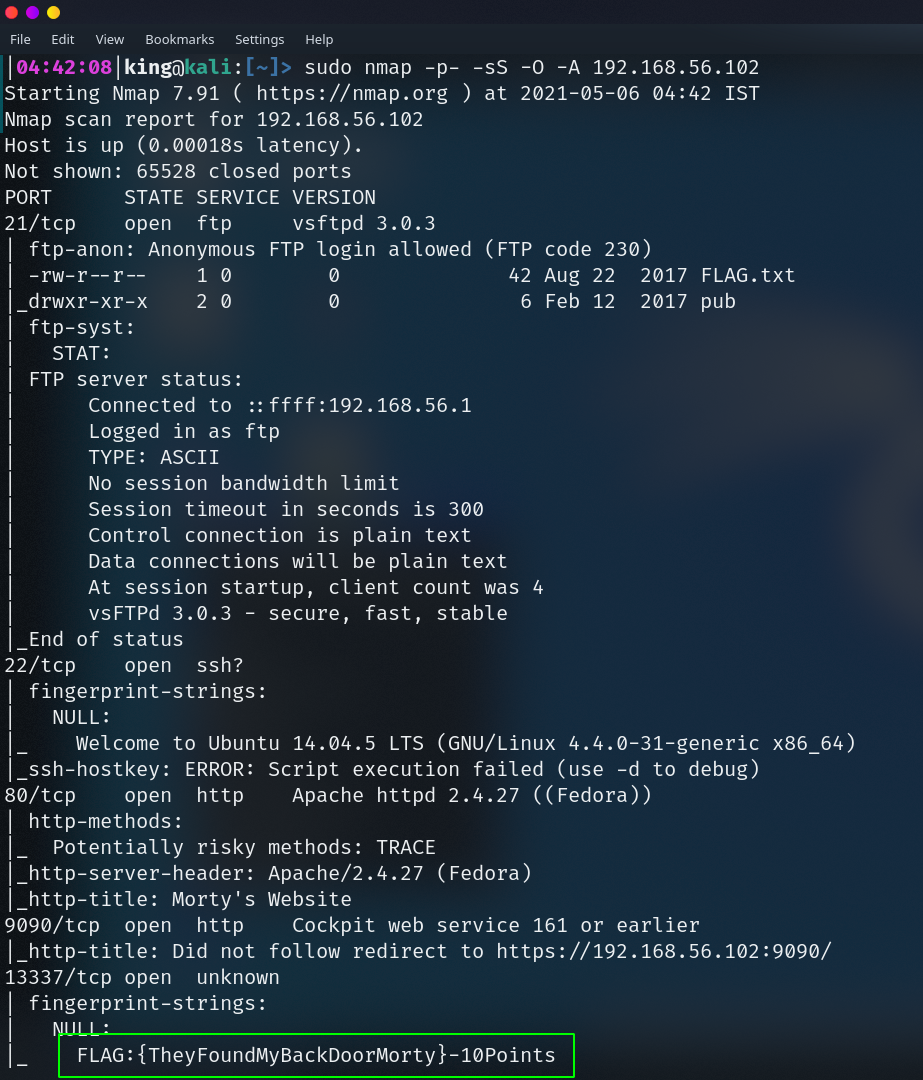 File Edit View Bookmarks Settings Help
|04:42:08|king@kali:[~]> sudo nmap -p- -sS -O -A 192.168.56.102
Starting Nmap 7.91 ( https://nmap.org ) at 2021-05-06 04:42 IST
Nmap scan report for 192.168.56.102
Host is up (0.00018s latency).
Not shown: 65528 closed ports
PORT      STATE SERVICE VERSION
21/tcp    open  ftp     vsftpd 3.0.3
| ftp-anon: Anonymous FTP login allowed (FTP code 230)
| -rw-r--r--    1 0        0              42 Aug 22  2017 FLAG.txt
|_drwxr-xr-x    2 0        0               6 Feb 12  2017 pub
| ftp-syst:
|   STAT:
| FTP server status:
|      Connected to ::ffff:192.168.56.1
|      Logged in as ftp
|      TYPE: ASCII
|      No session bandwidth limit
|      Session timeout in seconds is 300
|      Control connection is plain text
|      Data connections will be plain text
|      At session startup, client count was 4
|      vsFTPd 3.0.3 - secure, fast, stable
|_End of status
22/tcp    open  ssh?
| fingerprint-strings:
|   NULL:
|_    Welcome to Ubuntu 14.04.5 LTS (GNU/Linux 4.4.0-31-generic x86_64)
|_ssh-hostkey: ERROR: Script execution failed (use -d to debug)
80/tcp    open  http    Apache httpd 2.4.27 ((Fedora))
| http-methods:
|_  Potentially risky methods: TRACE
|_http-server-header: Apache/2.4.27 (Fedora)
|_http-title: Morty's Website
9090/tcp  open  http    Cockpit web service 161 or earlier
|_http-title: Did not follow redirect to https://192.168.56.102:9090/
13337/tcp open  unknown
| fingerprint-strings:
|   NULL:
|_    FLAG:{TheyFoundMyBackDoorMorty}-10Points